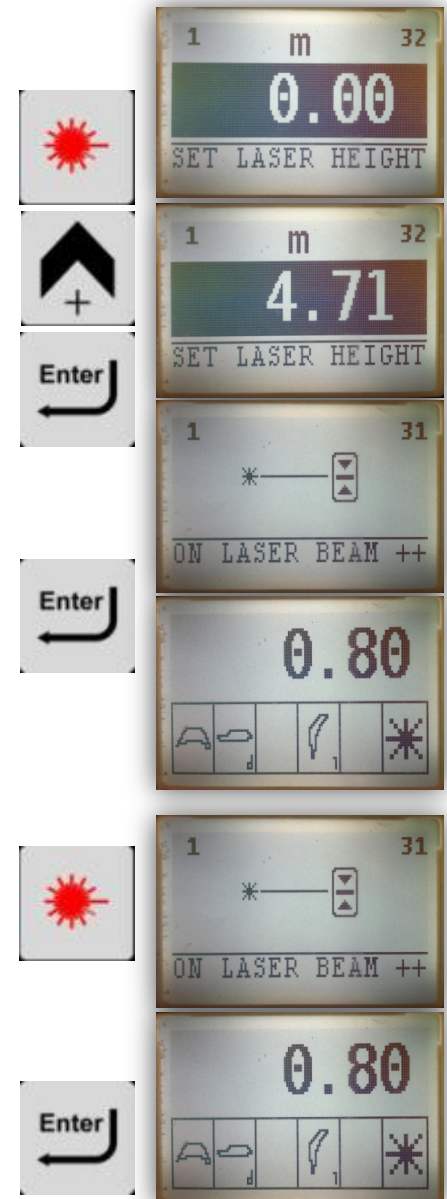 1 m 32
0.00
SET LASER HEIGHT
+
1 m 32
4.71
SET LASER HEIGHT
Enter
1 31
ON LASER BEAM ++
Enter
0.80
d 1
1 31
ON LASER BEAM ++
Enter
0.80
d 1